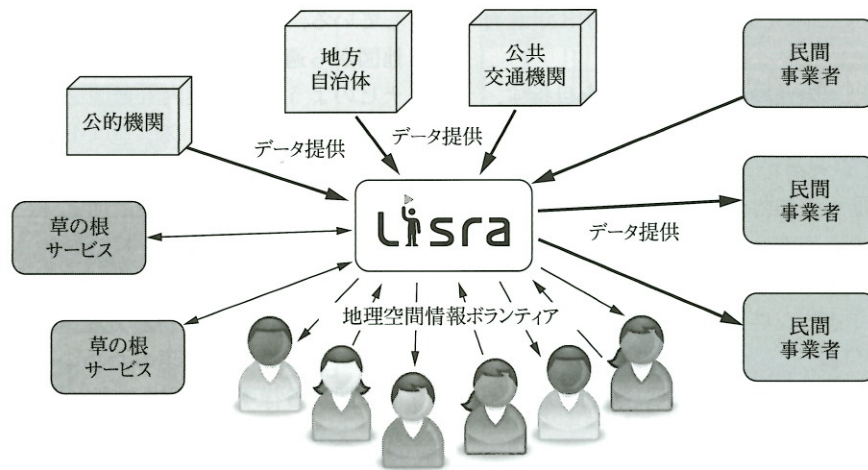 地方
自治体
公共
交通機関
民間
事業者
公的機関
データ提供
データ提供
民間
事業者
Lisra
草の根
サービス
データ提供
地理空間情報ボランティア
民間
事業者
草の根
サービス